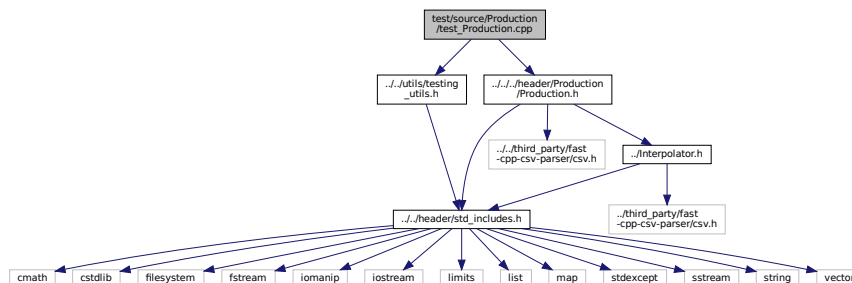 test/source/Production
/test_Production.cpp
../../utils/testing
_utils.h
../../../header/Production
/Production.h
../../third_party/fast
-cpp-csv-parser/csv.h
../Interpolator.h
../../header/std_includes.h
../third_party/fast
-cpp-csv-parser/csv.h
cmath
cstdlib
filesystem
fstream
iomanip
iostream
limits
list
map
stdexcept
sstream
string
vector